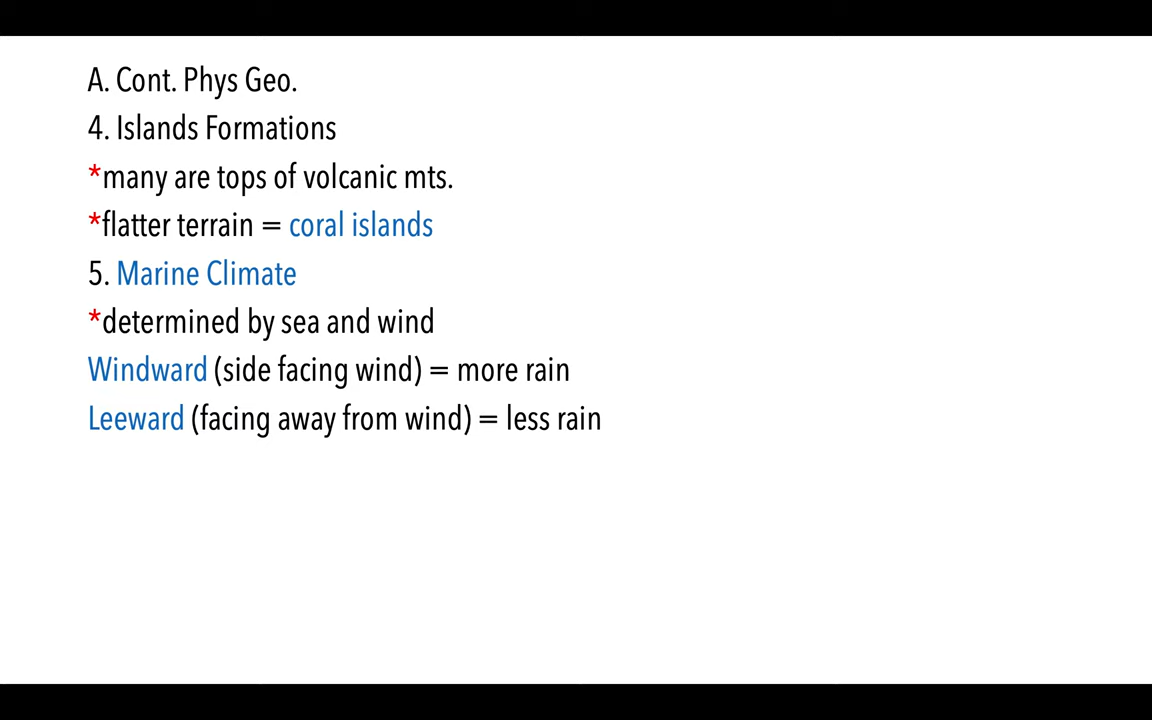 A. Cont. Phys Geo.
4. Islands Formations
*many are tops of volcanic mts.
*flatter terrain = coral islands
5. Marine Climate
*determined by sea and wind
Windward (side facing wind) = more rain
Leeward (facing away from wind) = less rain